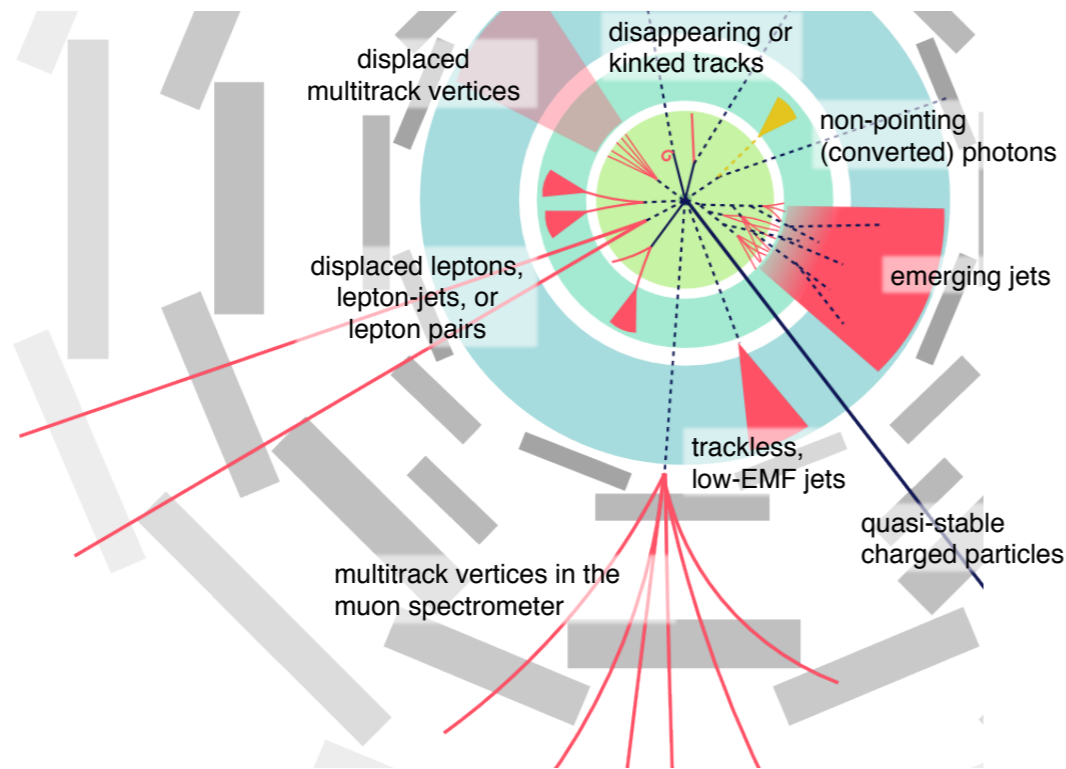 disappearing or
kinked tracks
displaced
multitrack vertices
non-pointing
(converted) photons
displaced leptons,
lepton-jets, or
lepton pairs
emerging jets
trackless,
low-EMF jets
quasi-stable
charged particles
multitrack vertices in the
muon spectrometer